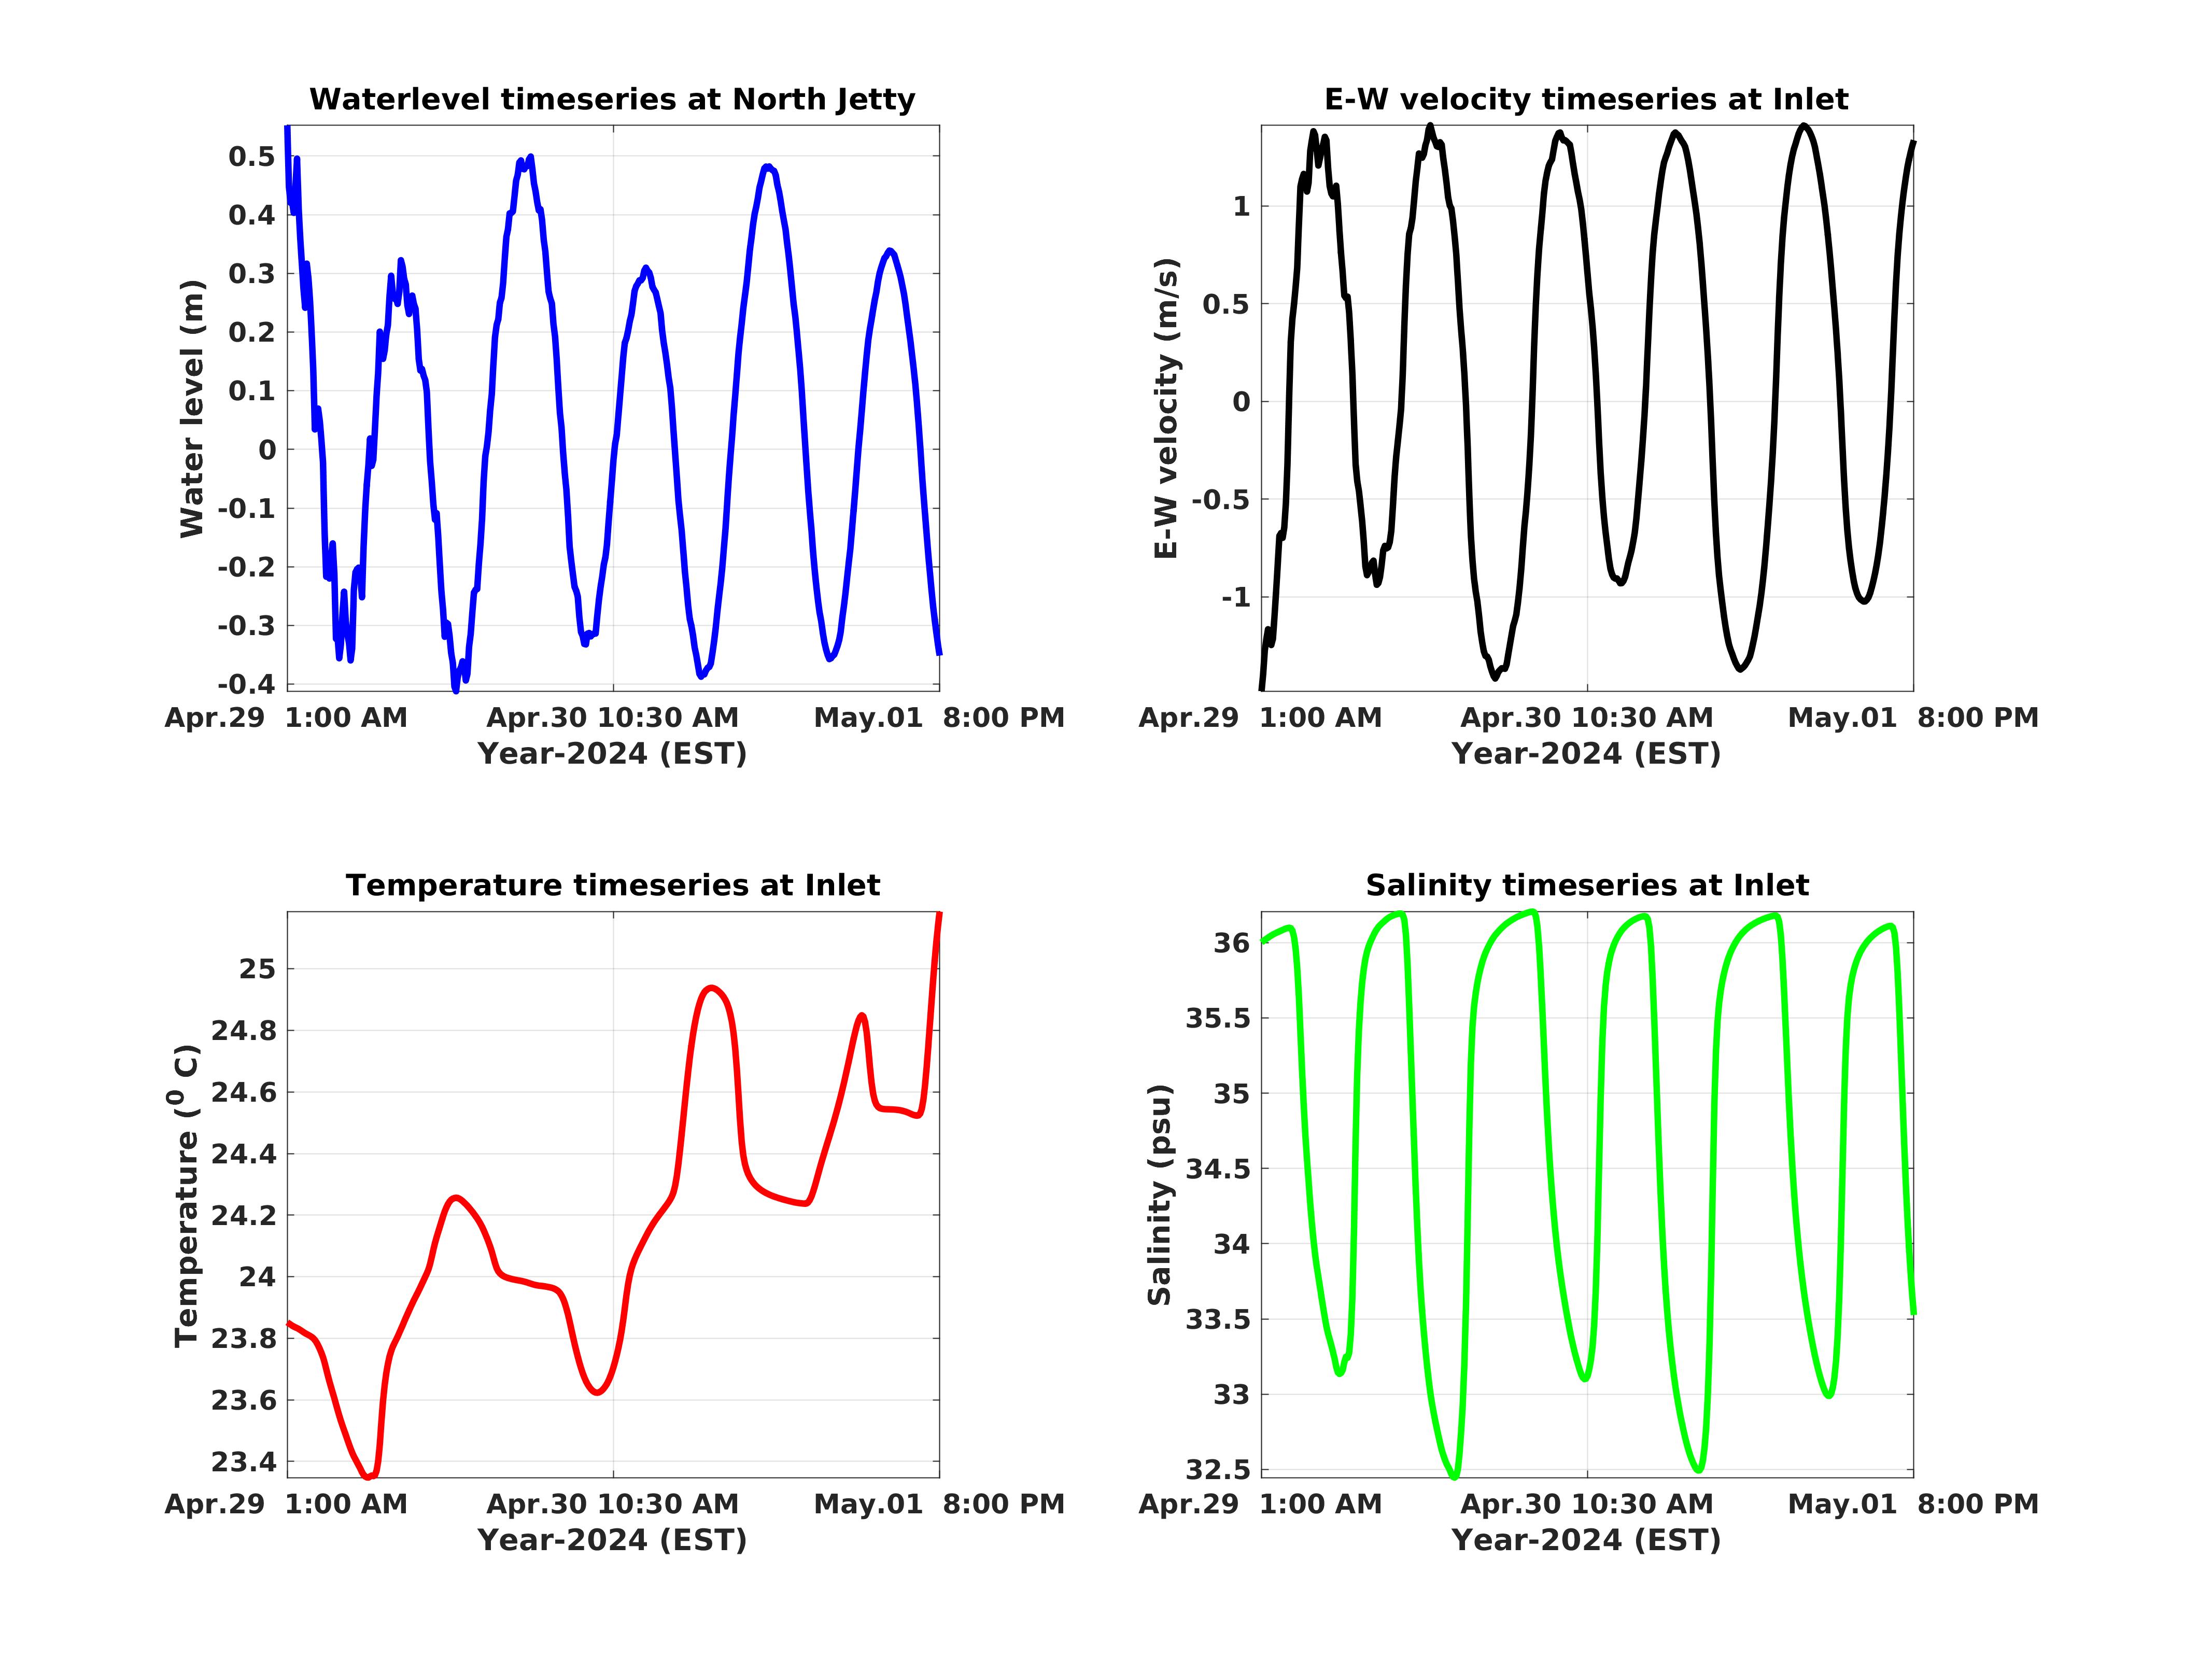 Waterlevel timeseries at North Jetty
Water level (m)
0.5
0.4
0.3
0.2
0.1
0
-0.1
-0.2
-0.3
-0.4
Apr.29 1:00 AM Apr.30 10:30 AM May.01 8:00 PM
Year-2024 (EST)
E-W velocity timeseries at Inlet
E-W velocity (m/s)
1
0.5
0
-0.5
-1
Apr.29 1:00 AM Apr.30 10:30 AM May.01 8:00 PM
Year-2024 (EST)
Temperature timeseries at Inlet
Temperature (⁰ C)
25
24.8
24.6
24.4
24.2
24
23.8
23.6
23.4
Apr.29 1:00 AM Apr.30 10:30 AM May.01 8:00 PM
Year-2024 (EST)
Salinity timeseries at Inlet
Salinity (psu)
36
35.5
35
34.5
34
33.5
33
32.5
Apr.29 1:00 AM Apr.30 10:30 AM May.01 8:00 PM
Year-2024 (EST)